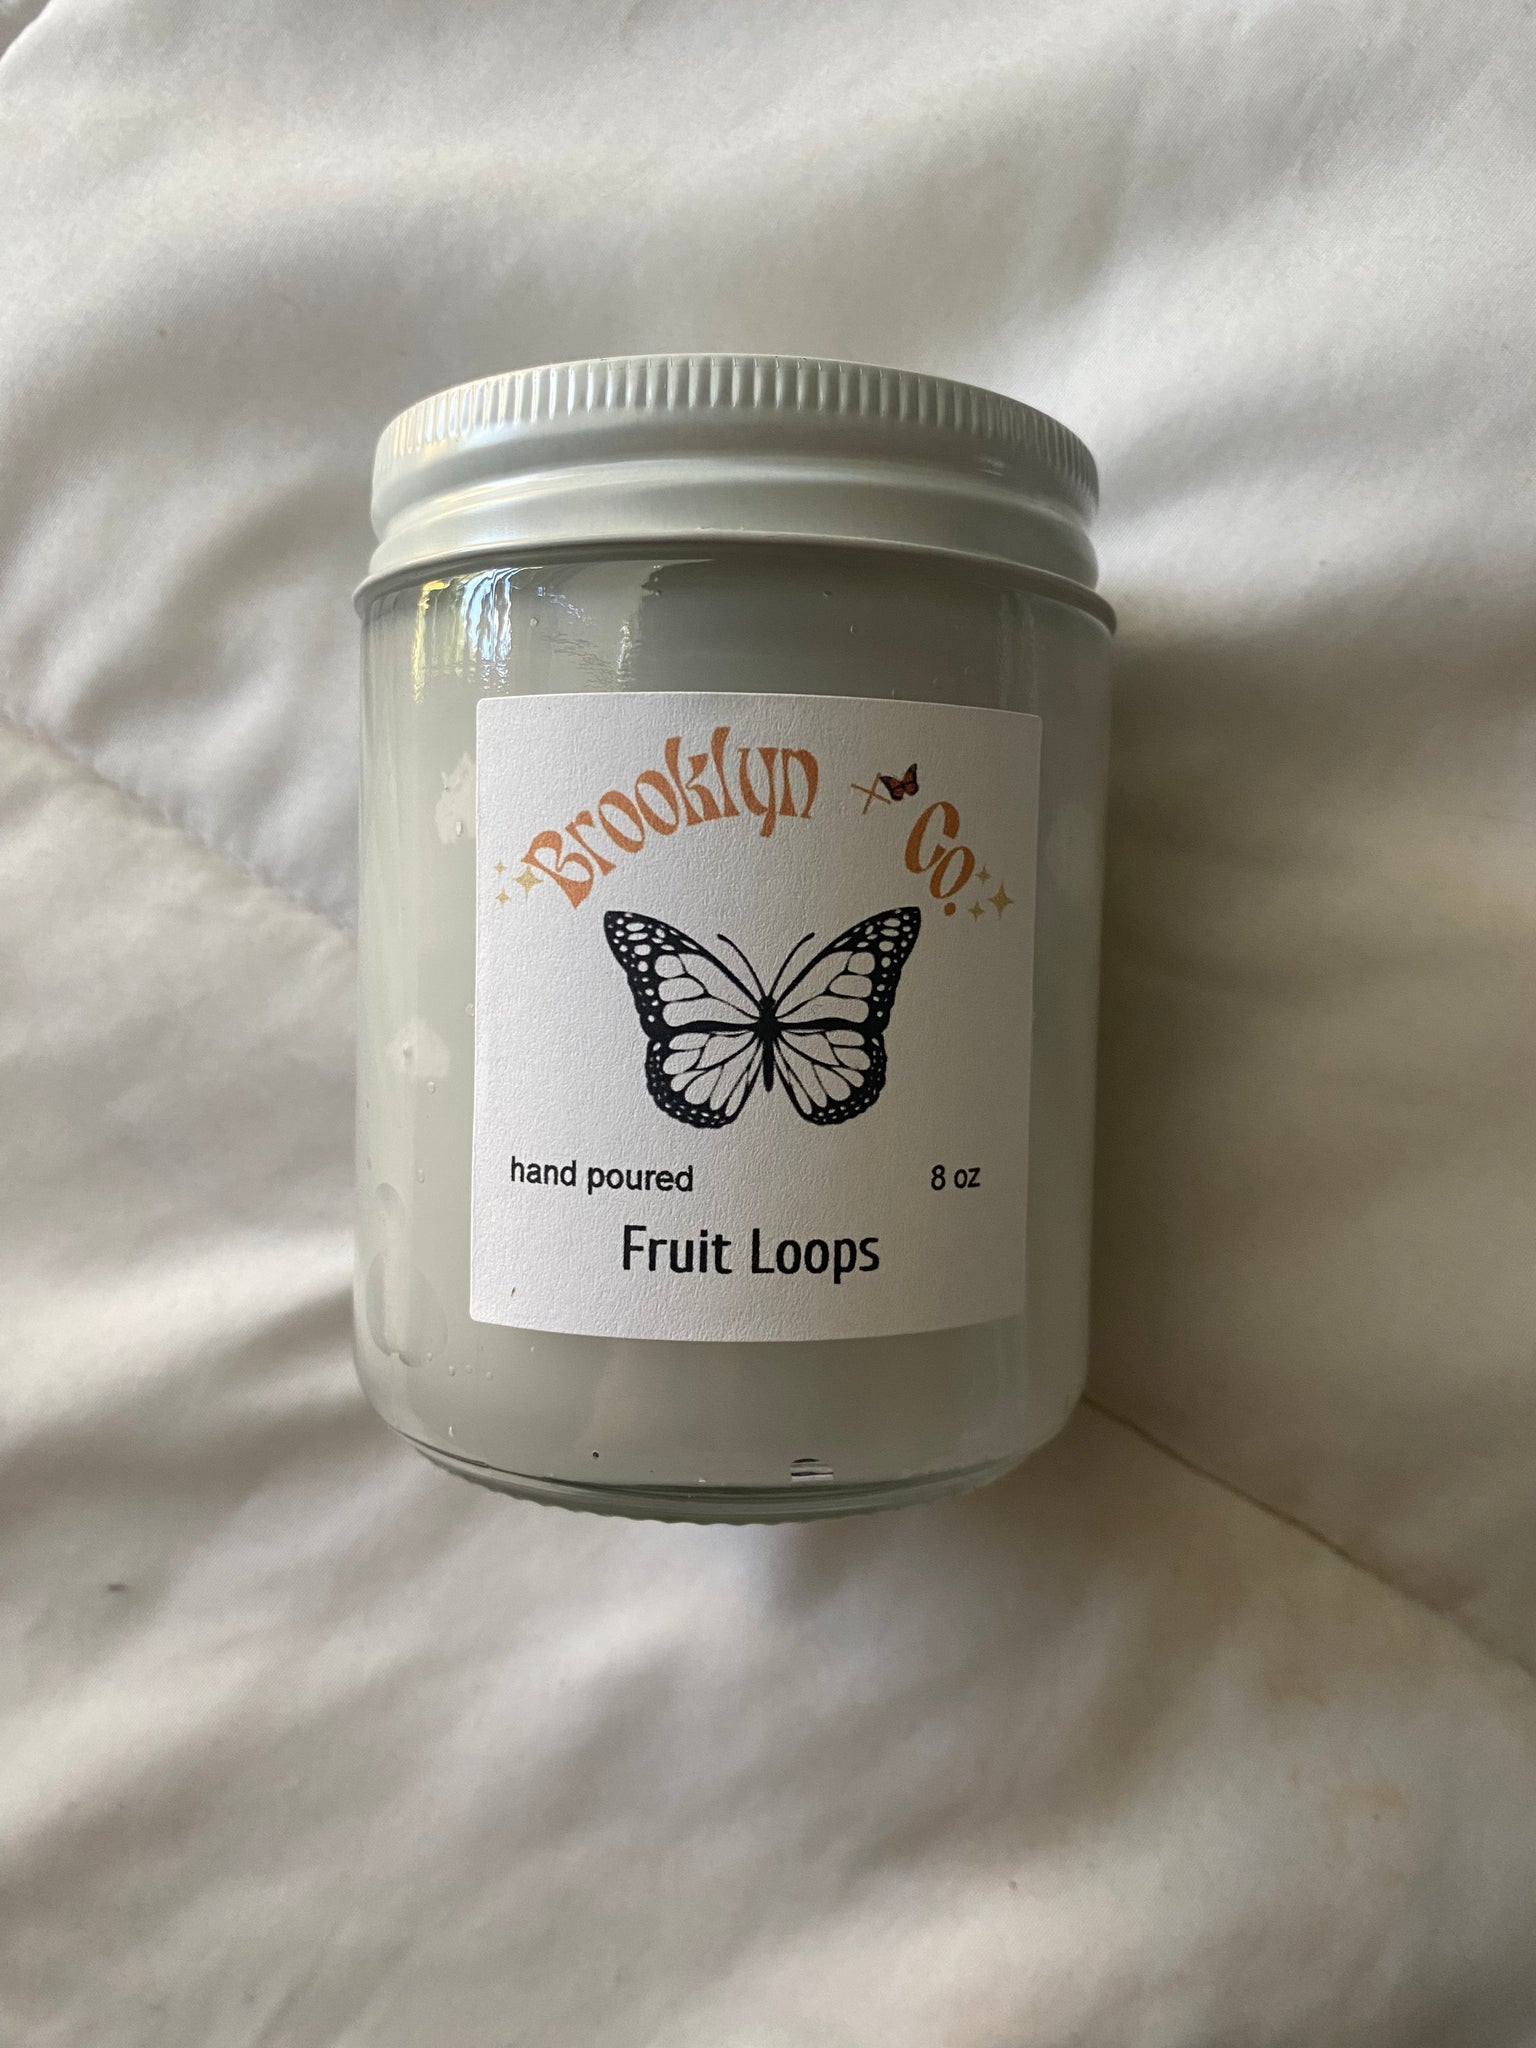 Brooklyn x Co.
hand poured 8 oz
Fruit Loops